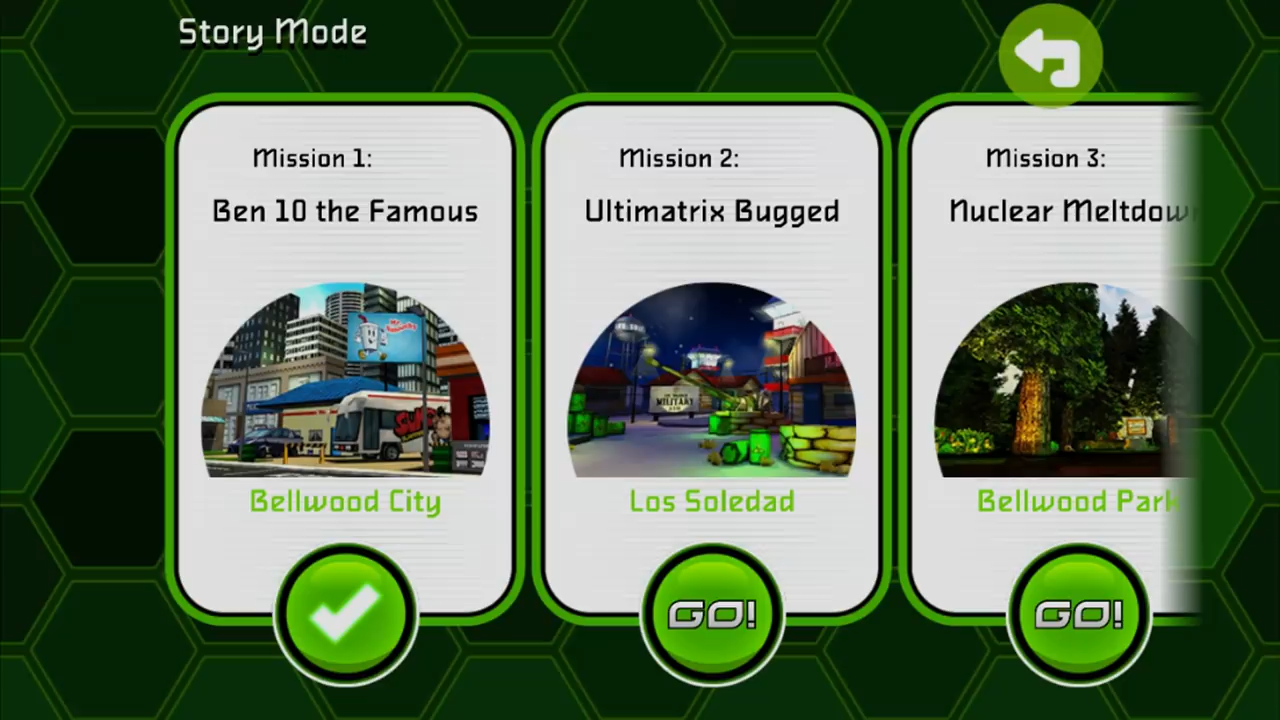 Story Mode
Mission 1:
Ben 10 the Famous
Bellwood City
Mission 2:
Ultimatrix Bugged
MILITARY
Los Soledad
GO!
Mission 3:
Nuclear Meltdow
Bellwood Park
GO!